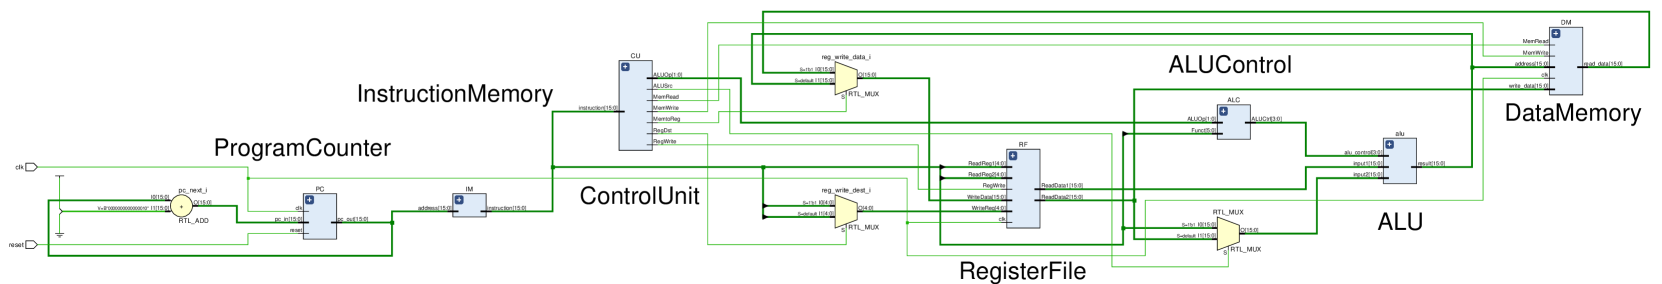 DM
CU
reg_write_data_i
MemRead
MemWrite
address[15:0]
clk
write_data[15:0]
read_data[15:0]
ALUOp[1:0]
ALUSrc
MemRead
MemWrite
MemtoReg
RegDst
RegWrite
instruction[15:0]
S=1'b1 I0[15:0]
S=default I1[15:0]
O[15:0]
S
RTL_MUX
ALUControl
InstructionMemory
DataMemory
ALC
ALUOp[1:0]
Funct[5:0]
ALUCtrl[3:0]
ProgramCounter
alu
alu_control[3:0]
input1[15:0]
input2[15:0]
result[15:0]
RF
ReadReg1[4:0]
ReadReg2[4:0]
RegWrite
WriteData[15:0]
WriteReg[4:0]
clk
ReadData1[15:0]
ReadData2[15:0]
clk
reset
pc_next_i
I0[15:0]
I1[15:0]
O[15:0]
+
RTL_ADD
PC
clk
pc_in[15:0]
reset
pc_out[15:0]
IM
address[15:0]
instruction[15:0]
ControlUnit
reg_write_dest_i
S=1'b1 I0[4:0]
S=default I1[4:0]
O[4:0]
S
RTL_MUX
RTL_MUX
S=1'b1 I0[15:0]
S=default I1[15:0]
O[15:0]
S
RTL_MUX
ALU
RegisterFile